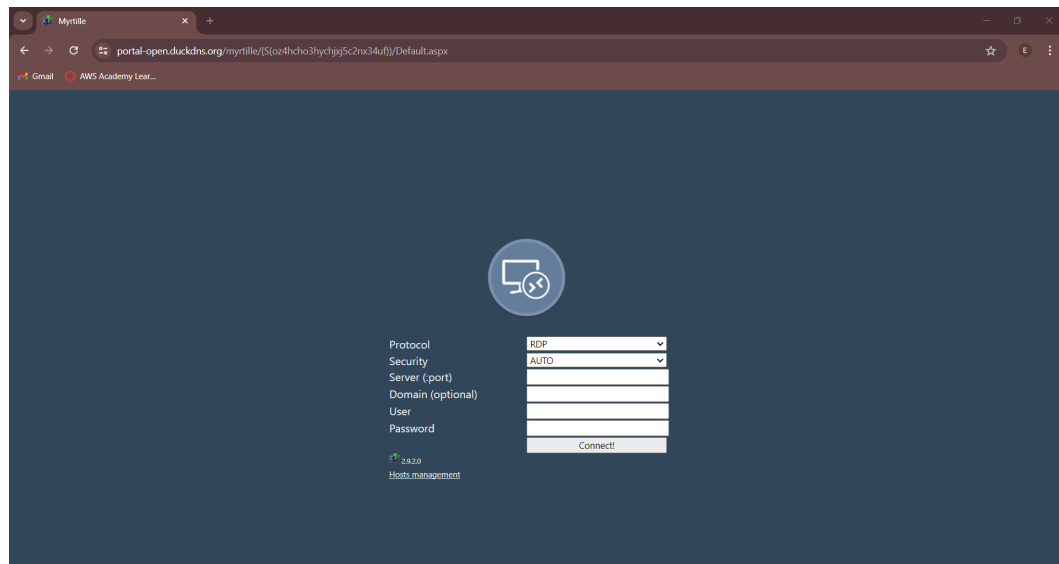 Myrtille
portal-open.duckdns.org/myrtille/(S(oz4hcho3hychjxj5c2nx34uf))/Default.aspx
E
Gmail AWS Academy Lear...
Protocol RDP
Security AUTO
Server (:port)
Domain (optional)
User
Password
Connect!
2.9.2.0
Hosts management